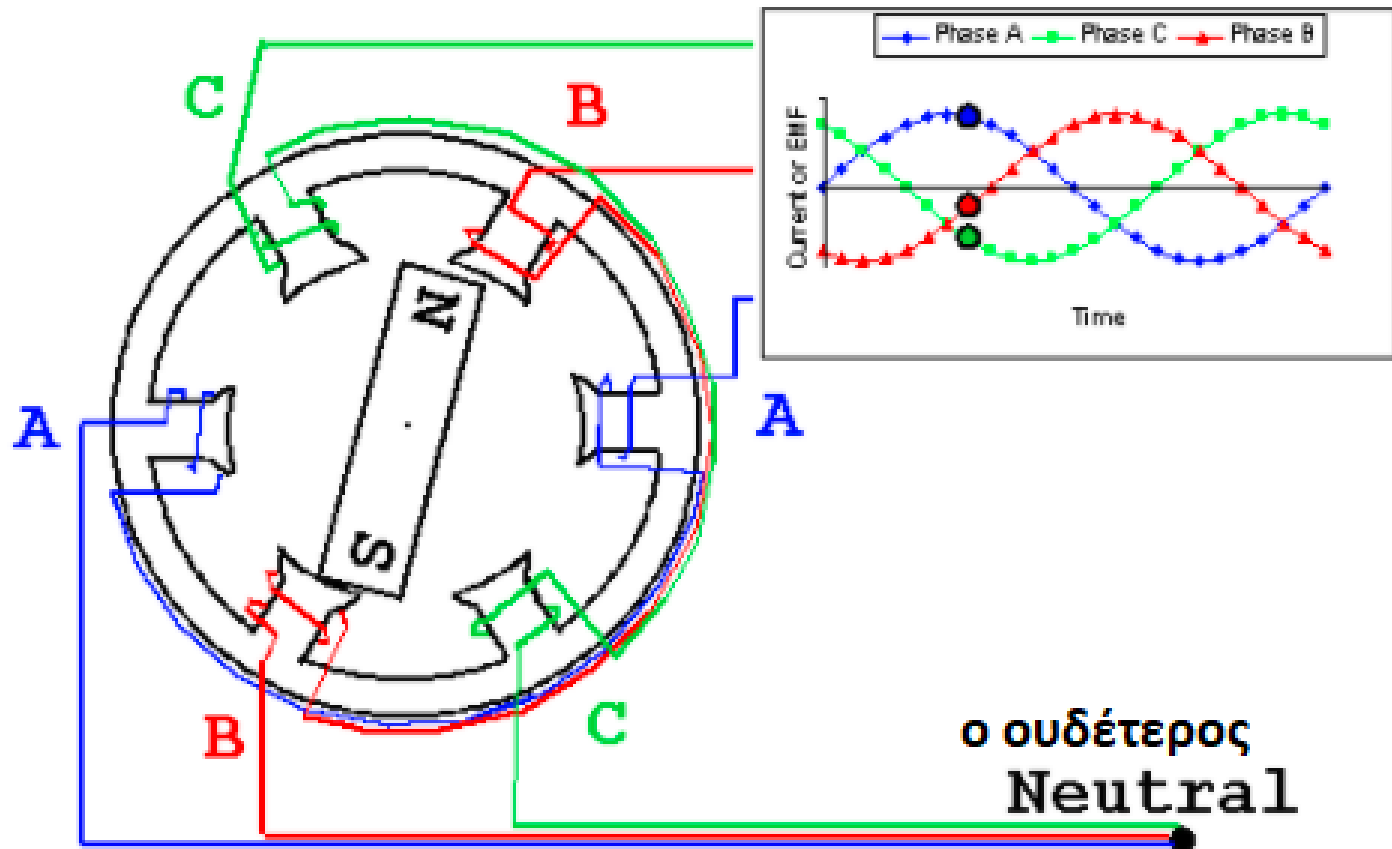 Phase A Phase C Phase B
Current or EMF
Time
C
B
N
A
A
S
B
C
ο ουδέτερος
Neutral